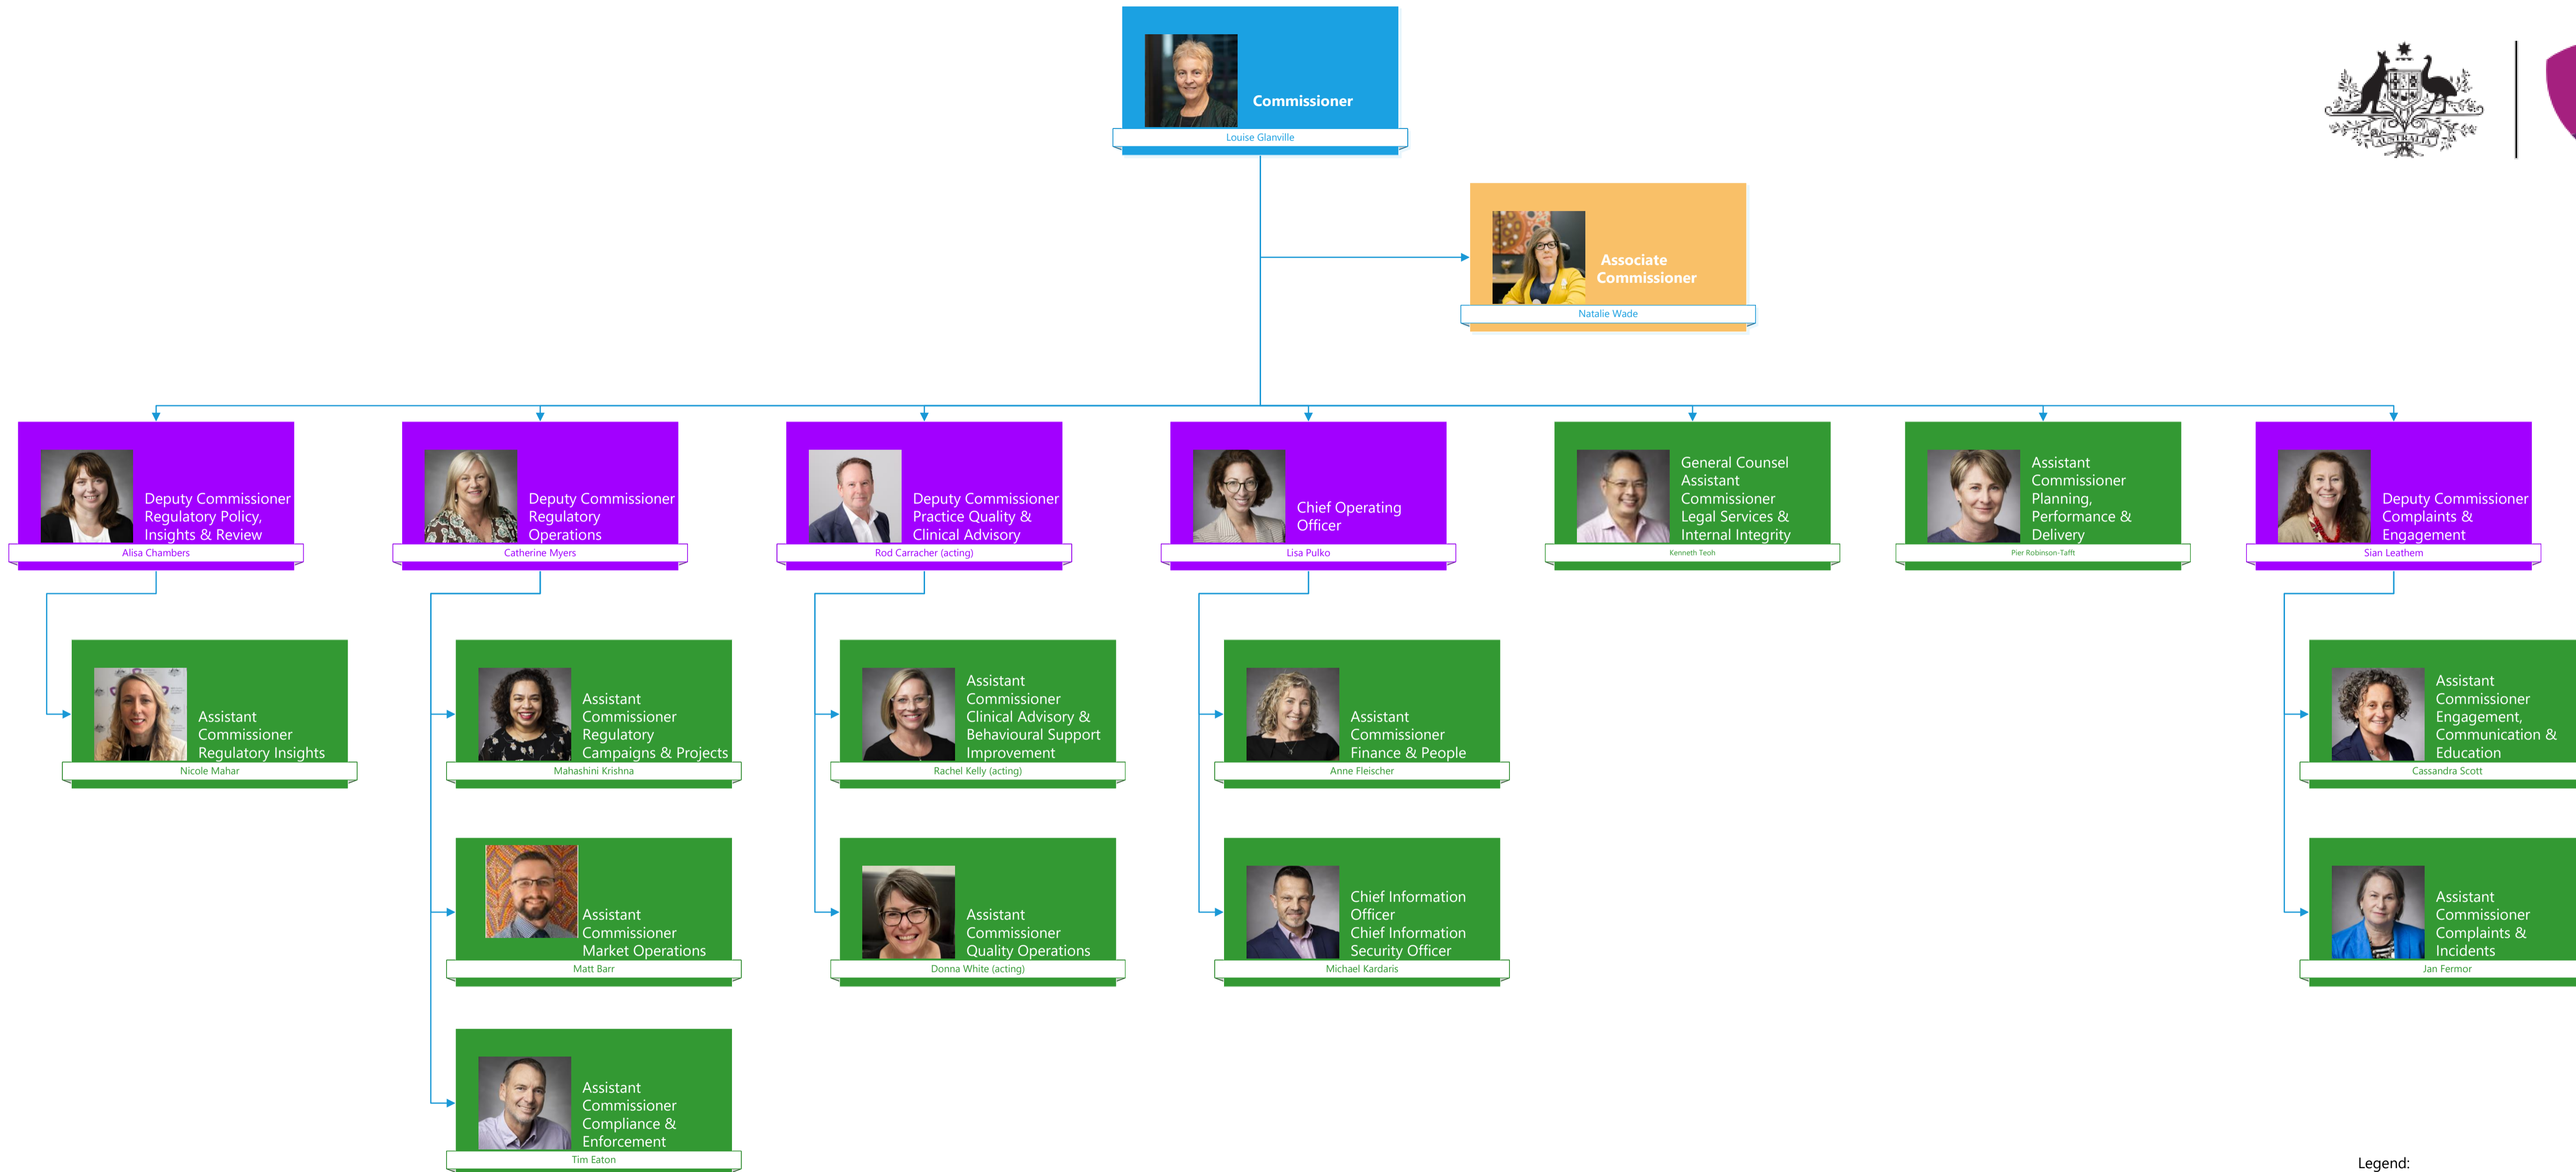 Commissioner
Louise Glanville
AUSTRALIA
Associate
Commissioner
Natalie Wade
Deputy Commissioner
Regulatory Policy,
Insights & Review
Alisa Chambers
Deputy Commissioner
Regulatory
Operations
Catherine Myers
Deputy Commissioner
Practice Quality &
Clinical Advisory
Rod Carracher (acting)
Chief Operating
Officer
Lisa Pulko
General Counsel
Assistant
Commissioner
Legal Services &
Internal Integrity
Kenneth Teoh
Assistant
Commissioner
Planning,
Performance &
Delivery
Pier Robinson-Tafft
Deputy Commissioner
Complaints &
Engagement
Sian Leathem
Assistant
Commissioner
Regulatory Insights
Nicole Mahar
Assistant
Commissioner
Regulatory
Campaigns & Projects
Mahashini Krishna
Assistant
Commissioner
Clinical Advisory &
Behavioural Support
Improvement
Rachel Kelly (acting)
Assistant
Commissioner
Finance & People
Anne Fleischer
Assistant
Commissioner
Engagement,
Communication &
Education
Cassandra Scott
Assistant
Commissioner
Market Operations
Matt Barr
Assistant
Commissioner
Quality Operations
Donna White (acting)
Chief Information
Officer
Chief Information
Security Officer
Michael Kardaris
Assistant
Commissioner
Complaints &
Incidents
Jan Fermor
Assistant
Commissioner
Compliance &
Enforcement
Tim Eaton
Legend: